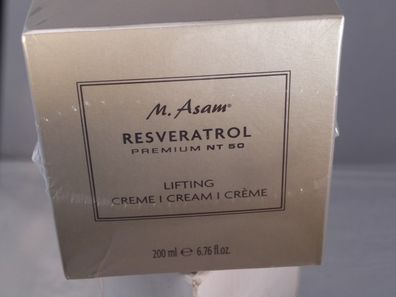 M. Asam®
RESVERATROL
PREMIUM NT 50
LIFTING
CREME I CREAM I CRÈME
200 ml ℮ 6.76 fl.oz.